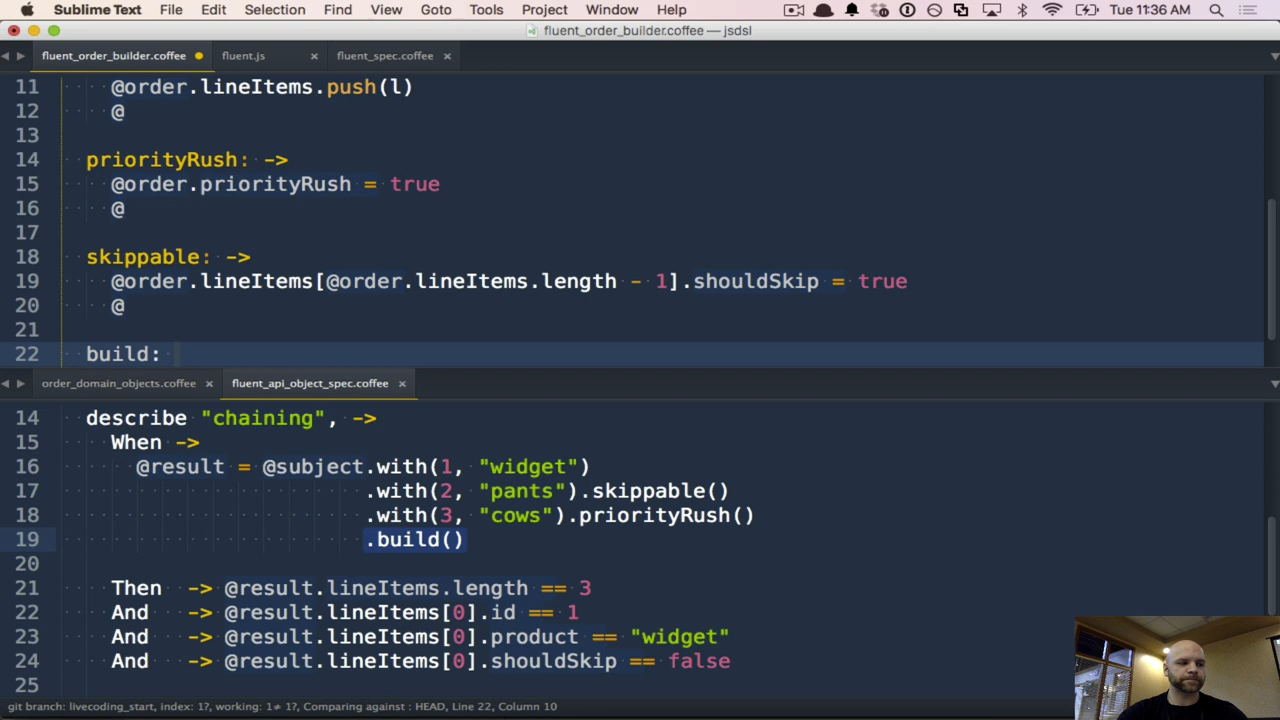 Sublime Text File Edit Selection Find View Goto Tools Project Window Help Tue 11:36 AM
fluent_order_builder.coffee — jsdsl
fluent_order_builder.coffee fluent.js × fluent_spec.coffee ×
11 @order.lineItems.push(l)
12 @
13
14 priorityRush: ->
15 @order.priorityRush = true
16 @
17
18 skippable: ->
19 @order.lineItems[@order.lineItems.length - 1].shouldSkip = true
20 @
21
22 build:
order_domain_objects.coffee × fluent_api_object_spec.coffee ×
14 describe "chaining", ->
15 When ->
16 @result = @subject.with(1, "widget")
17 .with(2, "pants").skippable()
18 .with(3, "cows").priorityRush()
19 .build()
20
21 Then -> @result.lineItems.length == 3
22 And -> @result.lineItems[0].id == 1
23 And -> @result.lineItems[0].product == "widget"
24 And -> @result.lineItems[0].shouldSkip == false
25
git branch: livecoding_start, index: 1?, working: 1≠ 1?, Comparing against : HEAD, Line 22, Column 10